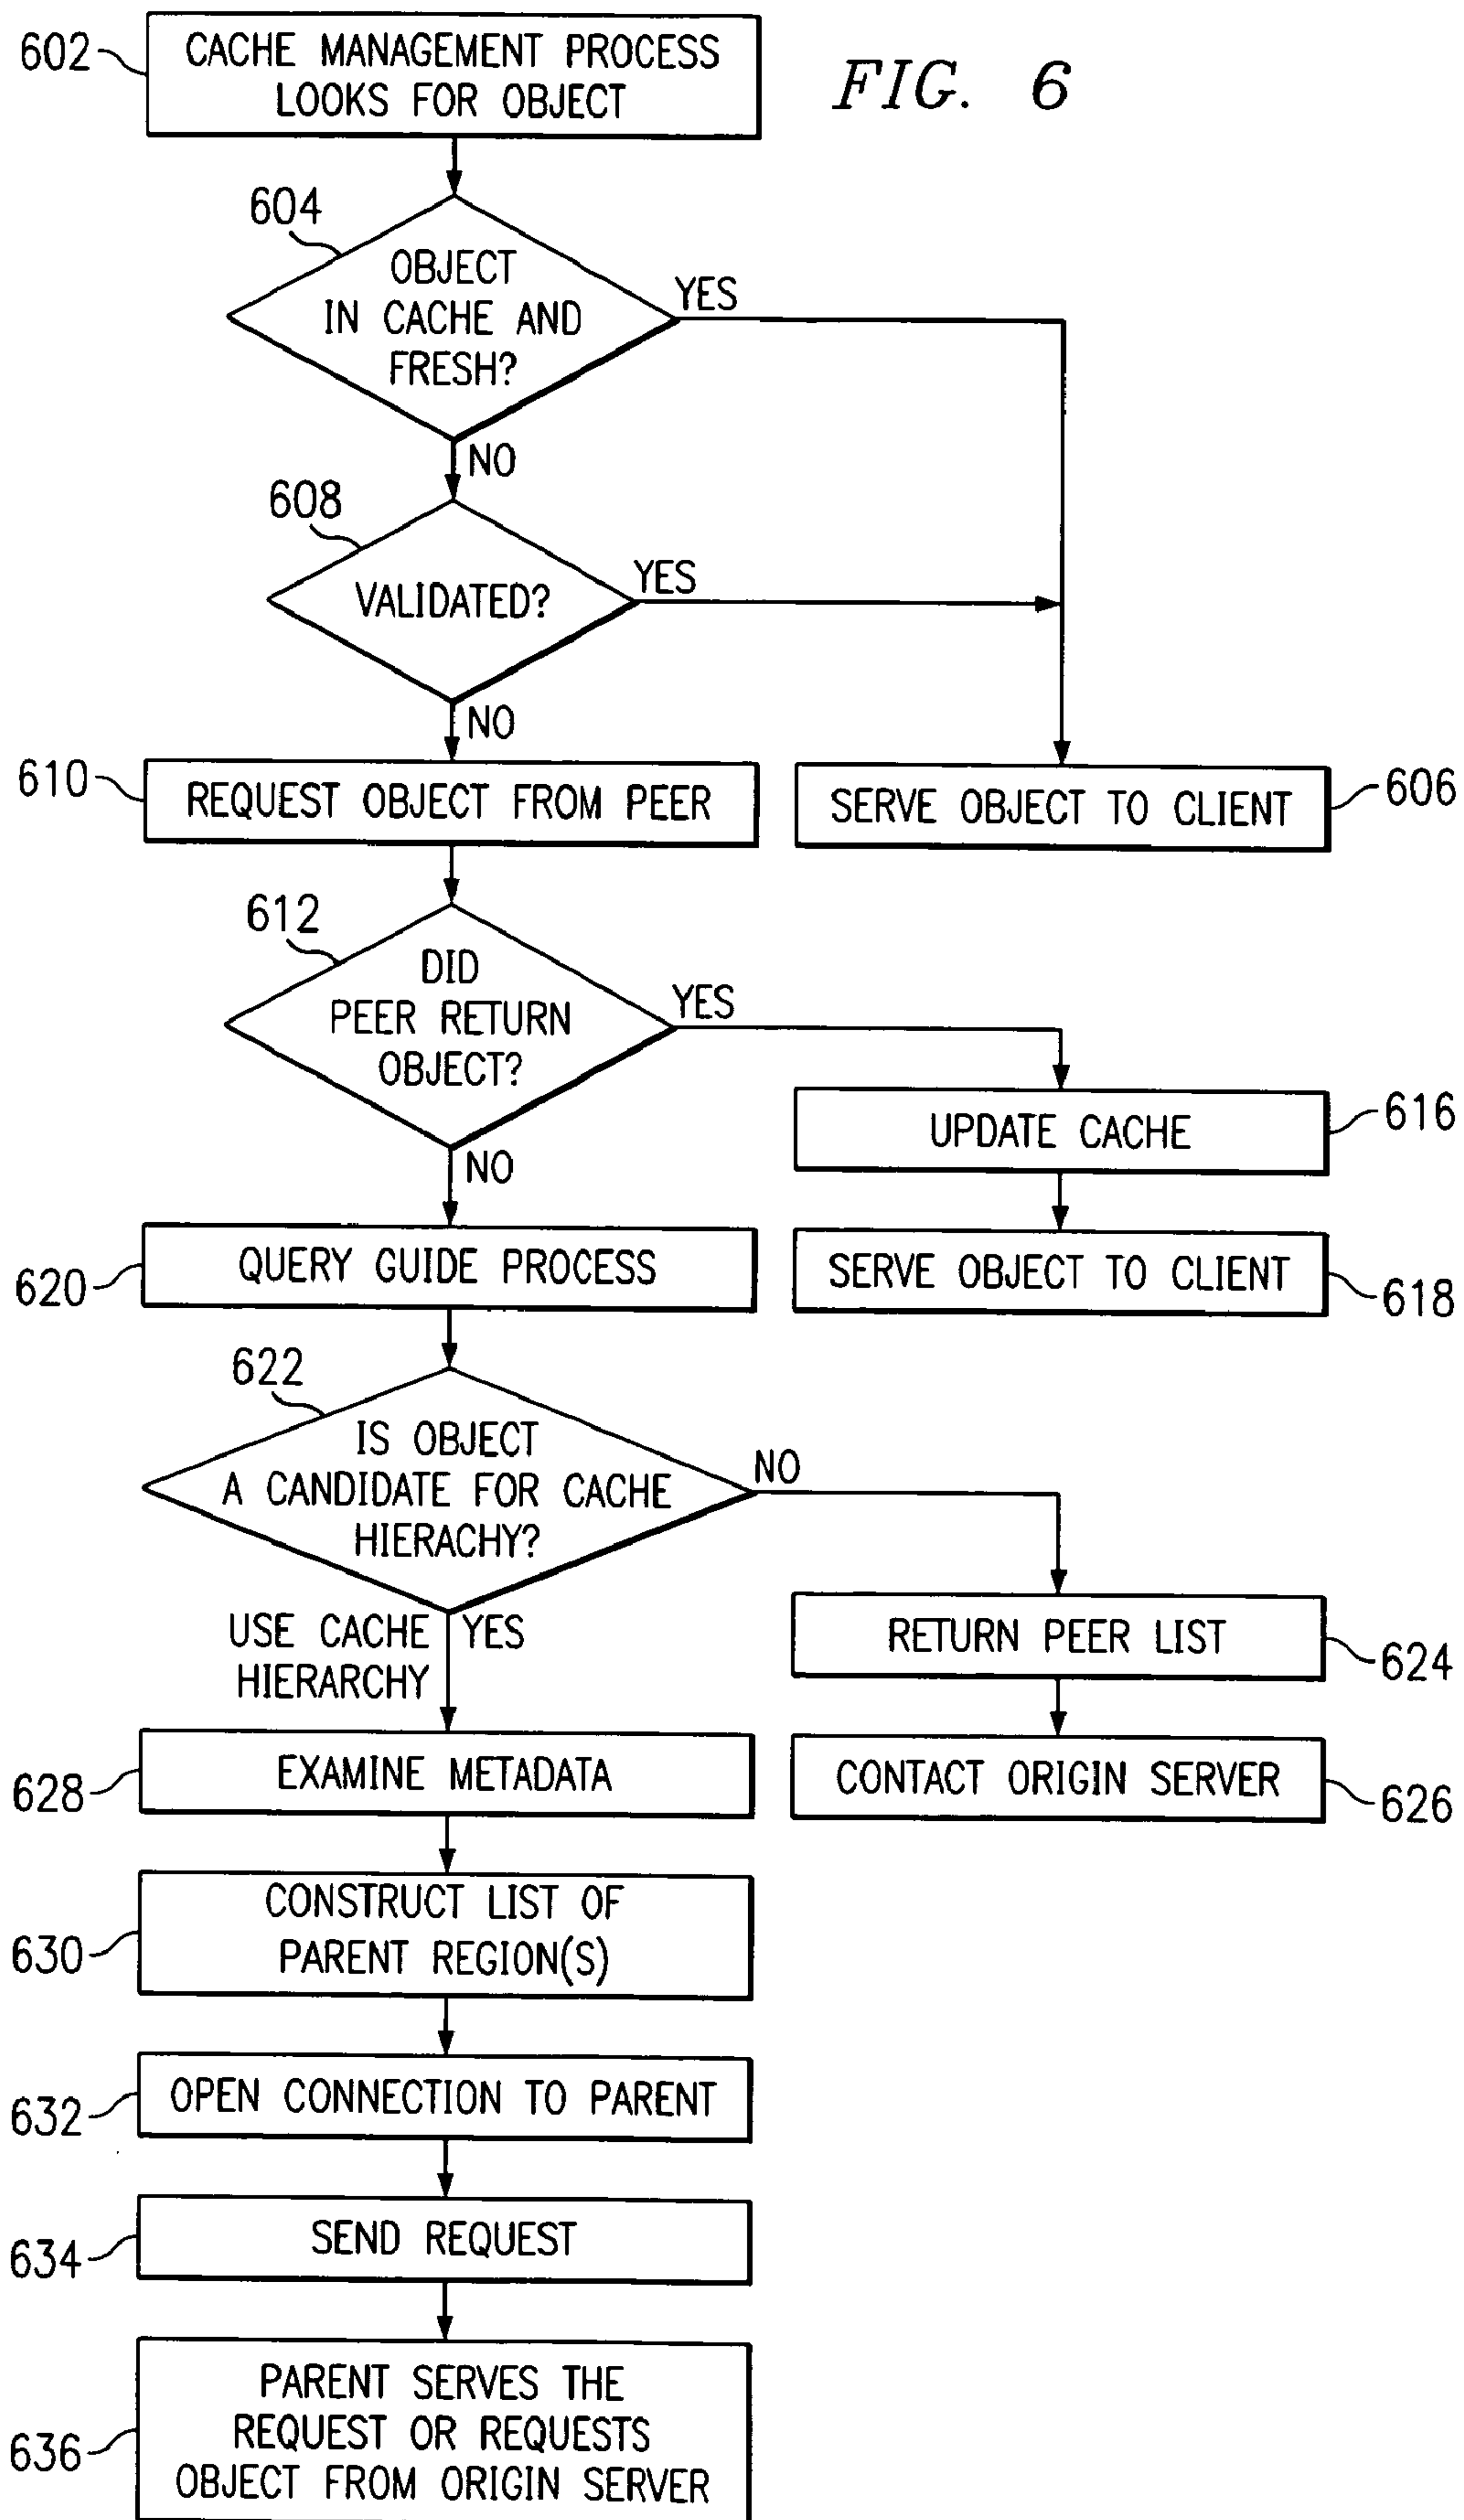 602
CACHE MANAGEMENT PROCESS
LOOKS FOR OBJECT
FIG. 6
604
OBJECT
IN CACHE AND
FRESH?
YES
NO
608
VALIDATED?
YES
NO
610
REQUEST OBJECT FROM PEER
SERVE OBJECT TO CLIENT
606
612
DID
PEER RETURN
OBJECT?
YES
NO
UPDATE CACHE
616
620
QUERY GUIDE PROCESS
SERVE OBJECT TO CLIENT
618
622
IS OBJECT
A CANDIDATE FOR CACHE
HIERACHY?
NO
USE CACHE
HIERARCHY
YES
RETURN PEER LIST
624
628
EXAMINE METADATA
CONTACT ORIGIN SERVER
626
630
CONSTRUCT LIST OF
PARENT REGION(S)
632
OPEN CONNECTION TO PARENT
634
SEND REQUEST
636
PARENT SERVES THE
REQUEST OR REQUESTS
OBJECT FROM ORIGIN SERVER